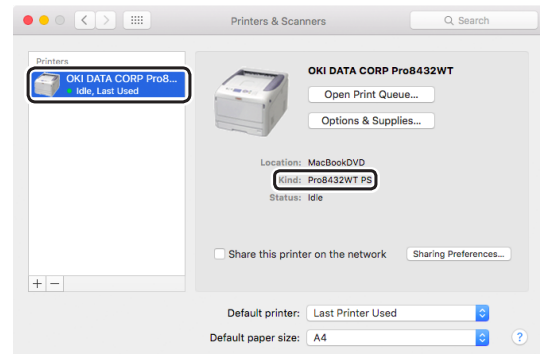 Printers & Scanners
Search
Printers
OKI DATA CORP Pro8...
Idle, Last Used
OKI DATA CORP Pro8432WT
Open Print Queue...
Options & Supplies...
Location: MacBookDVD
Kind: Pro8432WT PS
Status: Idle
Share this printer on the network
Sharing Preferences...
+ −
Default printer: Last Printer Used
Default paper size: A4
?